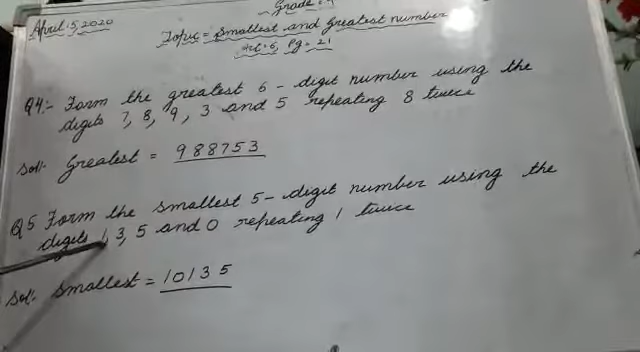 April.5,2020
Grade :-
Topic = Smallest and Greatest number
Pg = 21
Q4:- Form the greatest 6 - digit number using the
digits 7, 8, 9, 3 and 5 repeating 8 twice
Sol:- Greatest = 988753
Q5 Form the smallest 5 - digit number using the
digits 1, 3, 5 and 0 repeating 1 twice
Sol:- Smallest = 10135